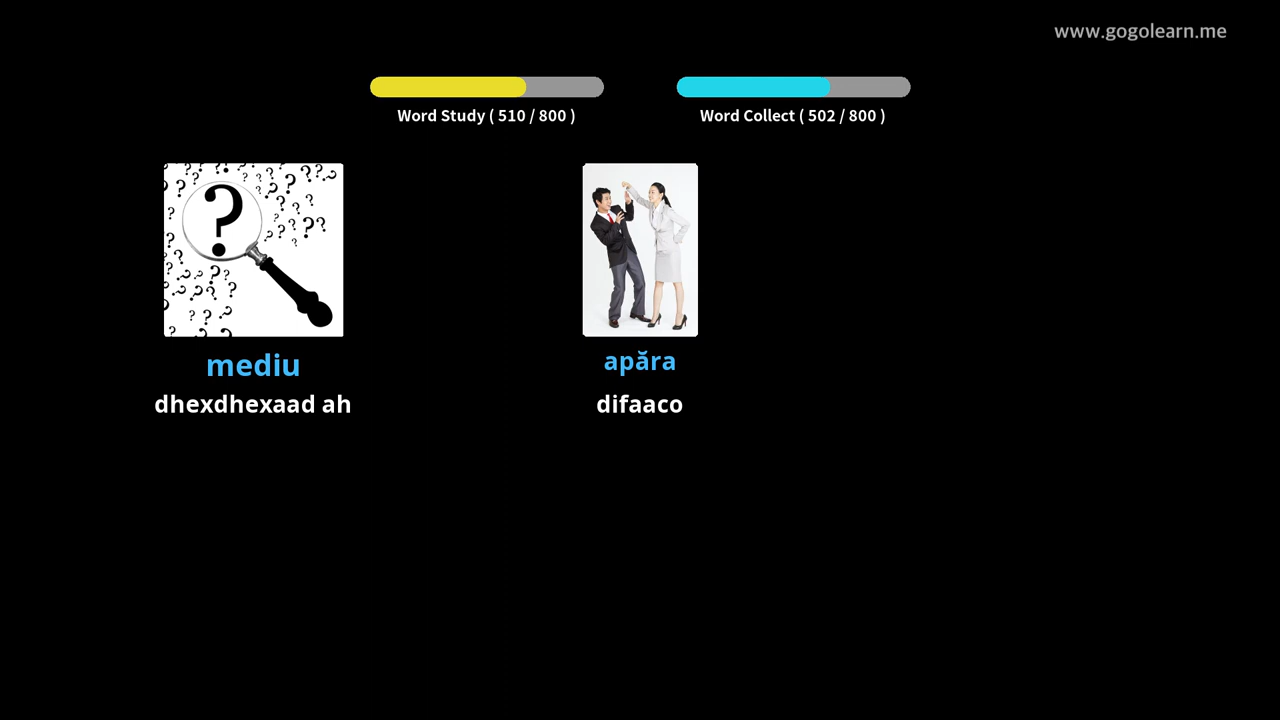 www.gogolearn.me
Word Study ( 510 / 800 )
Word Collect ( 502 / 800 )
mediu
dhexdhexaad ah
apăra
difaaco